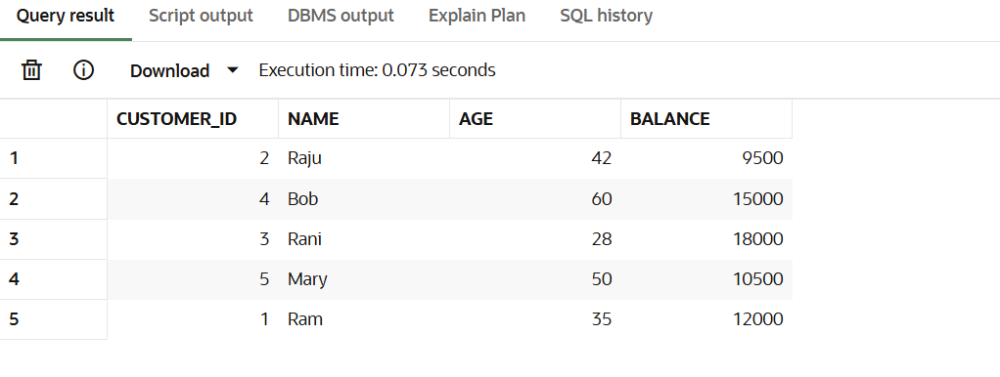 Query result Script output DBMS output Explain Plan SQL history
Download Execution time: 0.073 seconds
CUSTOMER_ID NAME AGE BALANCE
1 2 Raju 42 9500
2 4 Bob 60 15000
3 3 Rani 28 18000
4 5 Mary 50 10500
5 1 Ram 35 12000